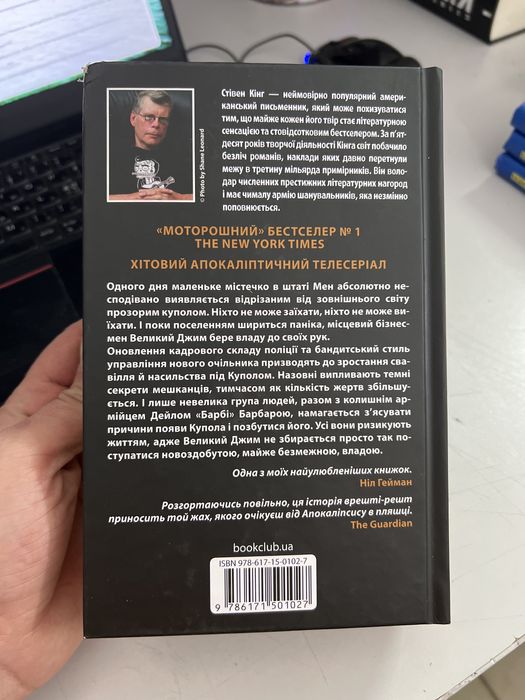 Стівен Кінг — неймовірно популярний амери-
канський письменник, який може похизуватися
тим, що майже кожен його твір стає літературною
сенсацією та стовідсотковим бестселером. За п’ят-
десят років творчої діяльності Кінга світ побачило
безліч романів, наклади яких давно перетнули
межу в третину мільярда примірників. Він воло-
дар численних престижних літературних нагород
і має чималу армію шанувальників, яка незмінно
поповнюється.
© Photo by Shane Leonard
«МОТОРОШНИЙ» БЕСТСЕЛЕР № 1
THE NEW YORK TIMES
ХІТОВИЙ АПОКАЛІПТИЧНИЙ ТЕЛЕСЕРІАЛ
Одного дня маленьке містечко в штаті Мен абсолютно не-
сподівано виявляється відрізаним від зовнішнього світу
прозорим куполом. Ніхто не може заїхати, ніхто не може ви-
їхати. І поки поселенням шириться паніка, місцевий бізнес-
мен Великий Джим бере владу до своїх рук.
Оновлення кадрового складу поліції та бандитський стиль
управління нового очільника призводять до зростання сва-
вілля й насильства під Куполом. Назовні випливають темні
секрети мешканців, тимчасом як кількість жертв збільшу-
ється. І лише невелика група людей, разом з колишнім ар-
мійцем Дейлом «Барбі» Барбарою, намагається з’ясувати
причини появи Купола і позбутися його. Усі вони ризикують
життям, адже Великий Джим не збирається просто так по-
ступатися новоздобутою, майже безмежною, владою.
Одна з моїх найулюбленіших книжок.
Ніл Гейман
Розгортаючись повільно, ця історія врешті-решт
приносить той жах, якого очікуєш від Апокаліпсису в пляшці.
The Guardian
bookclub.ua
ISBN 978-617-15-0102-7
9 786171 501027